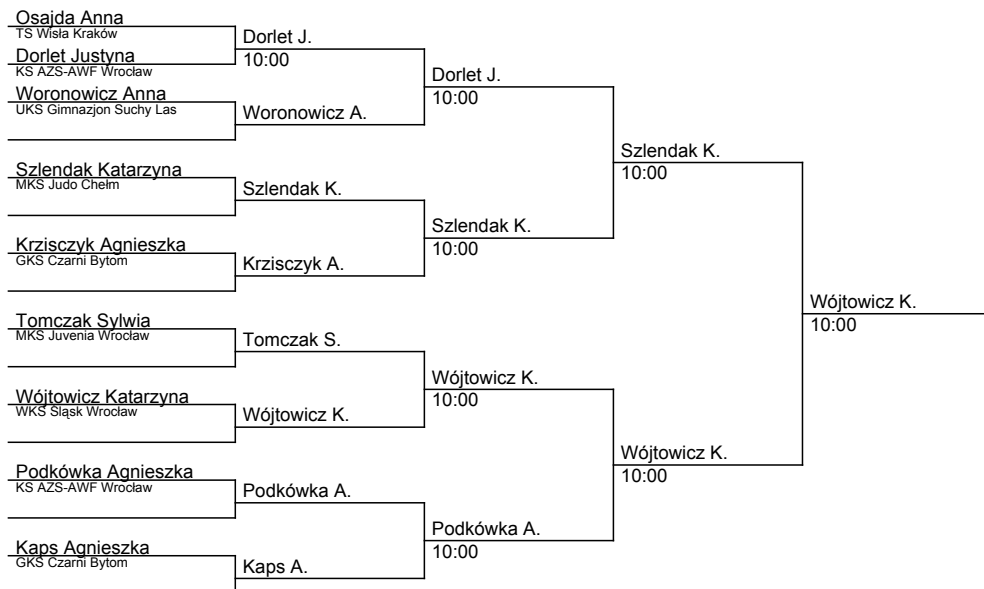 Osajda Anna
TS Wisła Kraków
Dorlet J.
10:00
Dorlet Justyna
KS AZS-AWF Wrocław
Dorlet J.
10:00
Woronowicz Anna
UKS Gimnazjon Suchy Las
Woronowicz A.
Szlendak K.
10:00
Szlendak Katarzyna
MKS Judo Chełm
Szlendak K.
Szlendak K.
10:00
Krzisczyk Agnieszka
GKS Czarni Bytom
Krzisczyk A.
Wójtowicz K.
10:00
Tomczak Sylwia
MKS Juvenia Wrocław
Tomczak S.
Wójtowicz K.
10:00
Wójtowicz Katarzyna
WKS Śląsk Wrocław
Wójtowicz K.
Wójtowicz K.
10:00
Podkówka Agnieszka
KS AZS-AWF Wrocław
Podkówka A.
Podkówka A.
10:00
Kaps Agnieszka
GKS Czarni Bytom
Kaps A.